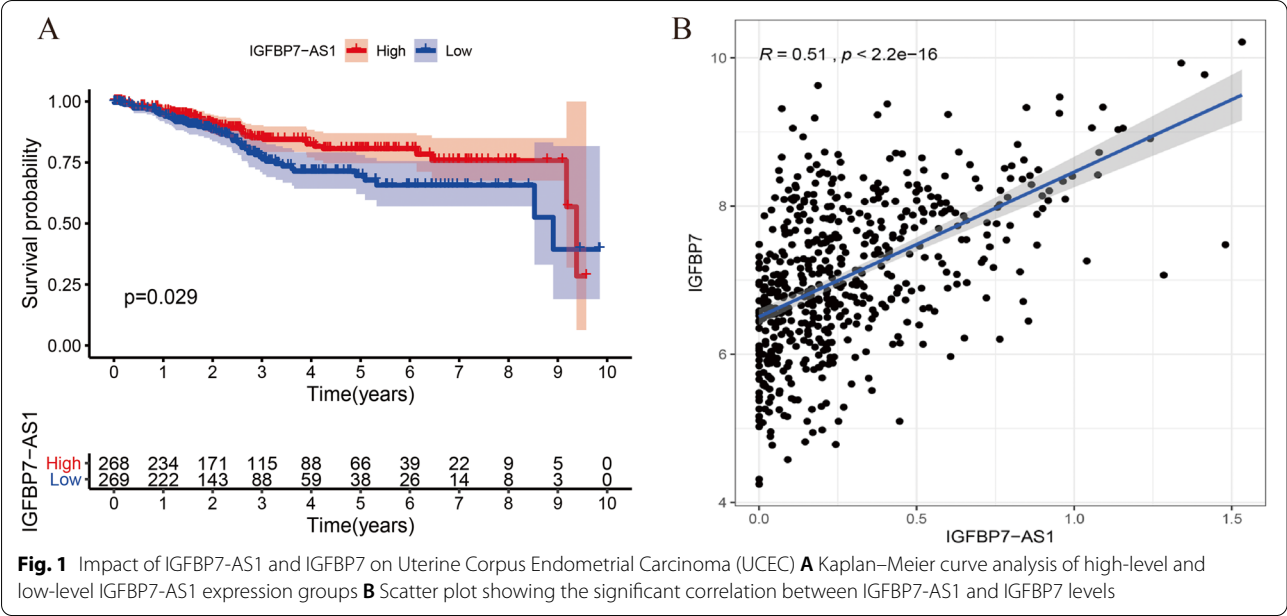 A
IGFBP7-AS1 High Low
Survival probability
1.00
0.75
0.50
0.25
0.00
p=0.029
0 1 2 3 4 5 6 7 8 9 10
Time(years)
IGFBP7-AS1
High 268 234 171 115 88 66 39 22 9 5 0
Low 269 222 143 88 59 38 26 14 8 3 0
0 1 2 3 4 5 6 7 8 9 10
Time(years)
B
R = 0.51 , p < 2.2e-16
IGFBP7
10
8
6
4
0.0 0.5 1.0 1.5
IGFBP7-AS1
Fig. 1 Impact of IGFBP7-AS1 and IGFBP7 on Uterine Corpus Endometrial Carcinoma (UCEC) A Kaplan–Meier curve analysis of high-level and
low-level IGFBP7-AS1 expression groups B Scatter plot showing the significant correlation between IGFBP7-AS1 and IGFBP7 levels